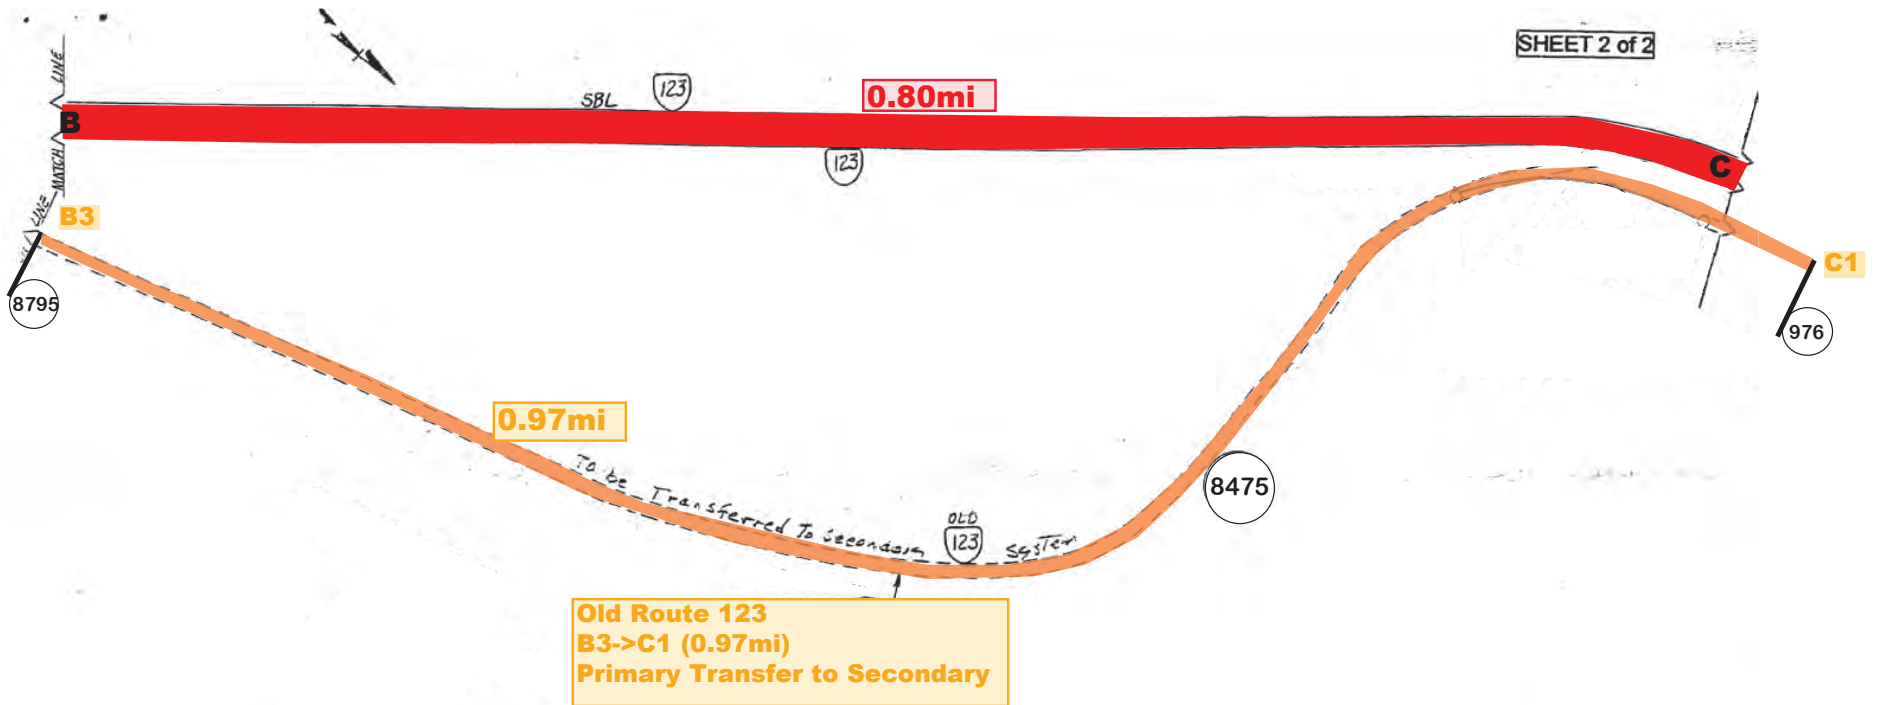 SHEET 2 of 2
LINE
MATCH
SBL
123
0.80mi
B
123
C
LINE
B3
8795
C1
976
0.97mi
To be Transferred To Secondary System
OLD
123
8475
Old Route 123
B3->C1 (0.97mi)
Primary Transfer to Secondary